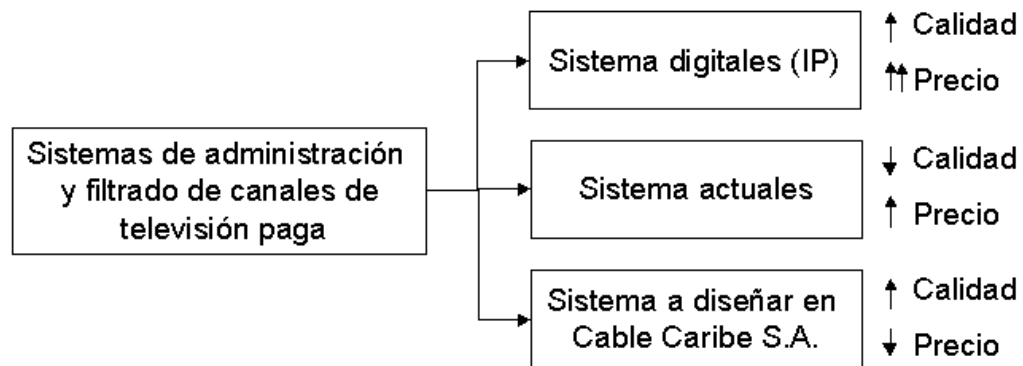 Sistemas de administración
y filtrado de canales de
televisión paga
Sistema digitales (IP)
↑ Calidad
↑↑ Precio
Sistema actuales
↓ Calidad
↑ Precio
Sistema a diseñar en
Cable Caribe S.A.
↑ Calidad
↓ Precio